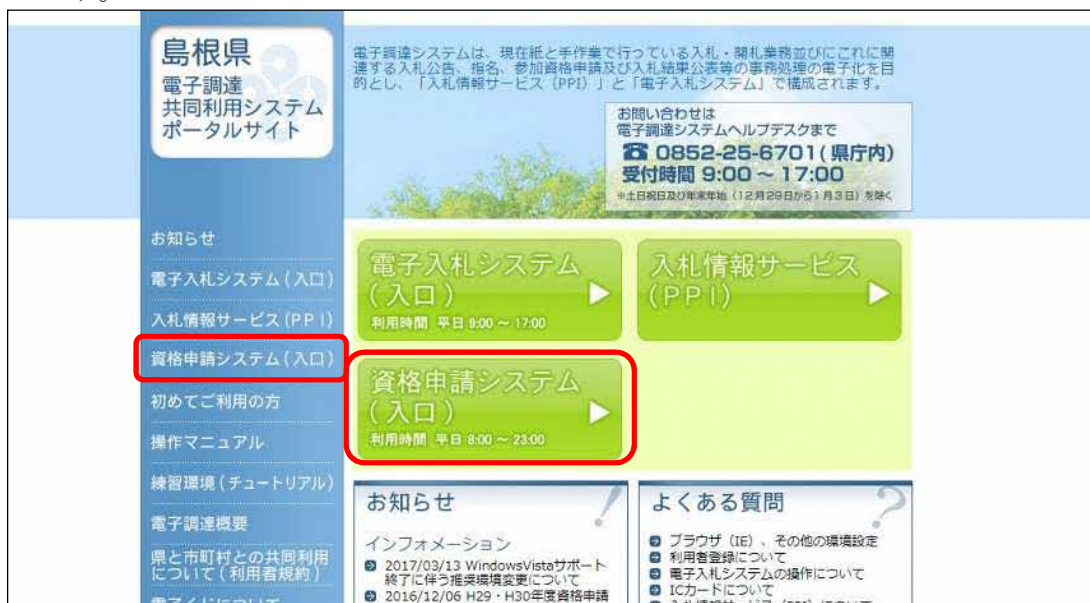 島根県
電子調達
共同利用システム
ポータルサイト
電子調達システムは、現在紙と手作業で行っている入札・開札業務並びにこれに関
連する入札公告、指名、参加資格申請及び入札結果公表等の事務処理の電子化を目
的とし、「入札情報サービス（PPI）」と「電子入札システム」で構成されます。
お問い合わせは
電子調達システムヘルプデスクまで
☎ 0852-25-6701(県庁内)
受付時間 9:00～17:00
※土日祝日及び年末年始（12月29日から1月3日）を除く
お知らせ
電子入札システム(入口)
入札情報サービス(PPI)
資格申請システム(入口)
初めてご利用の方
操作マニュアル
練習環境(チュートリアル)
電子調達概要
県と市町村との共同利用
について(利用者規約)
電子くじについて
電子入札システム
(入口)
利用時間 平日 9:00～17:00
入札情報サービス
(PPI)
資格申請システム
(入口)
利用時間 平日 8:00～23:00
お知らせ
インフォメーション
2017/03/13 WindowsVistaサポート
終了に伴う推奨環境変更について
2016/12/06 H29・H30年度資格申請
よくある質問
ブラウザ（IE）、その他の環境設定
利用者登録について
電子入札システムの操作について
ICカードについて
入札情報サービス（PPI）について